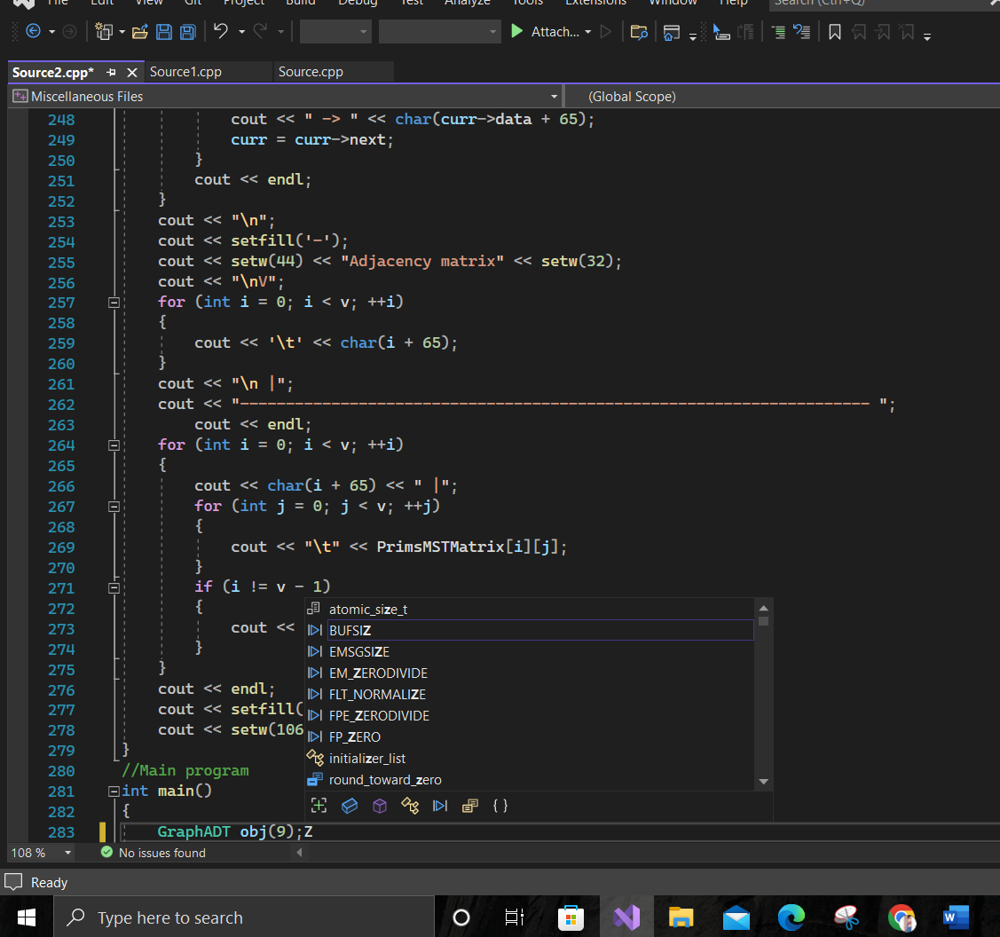 File Edit View Git Project Build Debug Test Analyze Tools Extensions Window Help Search (Ctrl+Q)
Attach...
Source2.cpp* Source1.cpp Source.cpp
Miscellaneous Files (Global Scope)
248 cout << " -> " << char(curr->data + 65);
249 curr = curr->next;
250 }
251 cout << endl;
252 }
253 cout << "\n";
254 cout << setfill('-');
255 cout << setw(44) << "Adjacency matrix" << setw(32);
256 cout << "\nV";
257 for (int i = 0; i < v; ++i)
258 {
259 cout << '\t' << char(i + 65);
260 }
261 cout << "\n |";
262 cout << "--------------------------------------------------------------------- ";
263 cout << endl;
264 for (int i = 0; i < v; ++i)
265 {
266 cout << char(i + 65) << " |";
267 for (int j = 0; j < v; ++j)
268 {
269 cout << "\t" << PrimsMSTMatrix[i][j];
270 }
271 if (i != v - 1)
272 {
273 cout <<
274 }
275 }
276 cout << endl;
277 cout << setfill(
278 cout << setw(106
279 }
280 //Main program
281 int main()
282 {
283 GraphADT obj(9);Z
atomic_size_t
BUFSIZ
EMSGSIZE
EM_ZERODIVIDE
FLT_NORMALIZE
FPE_ZERODIVIDE
FP_ZERO
initializer_list
round_toward_zero
108 % No issues found
Ready
Type here to search